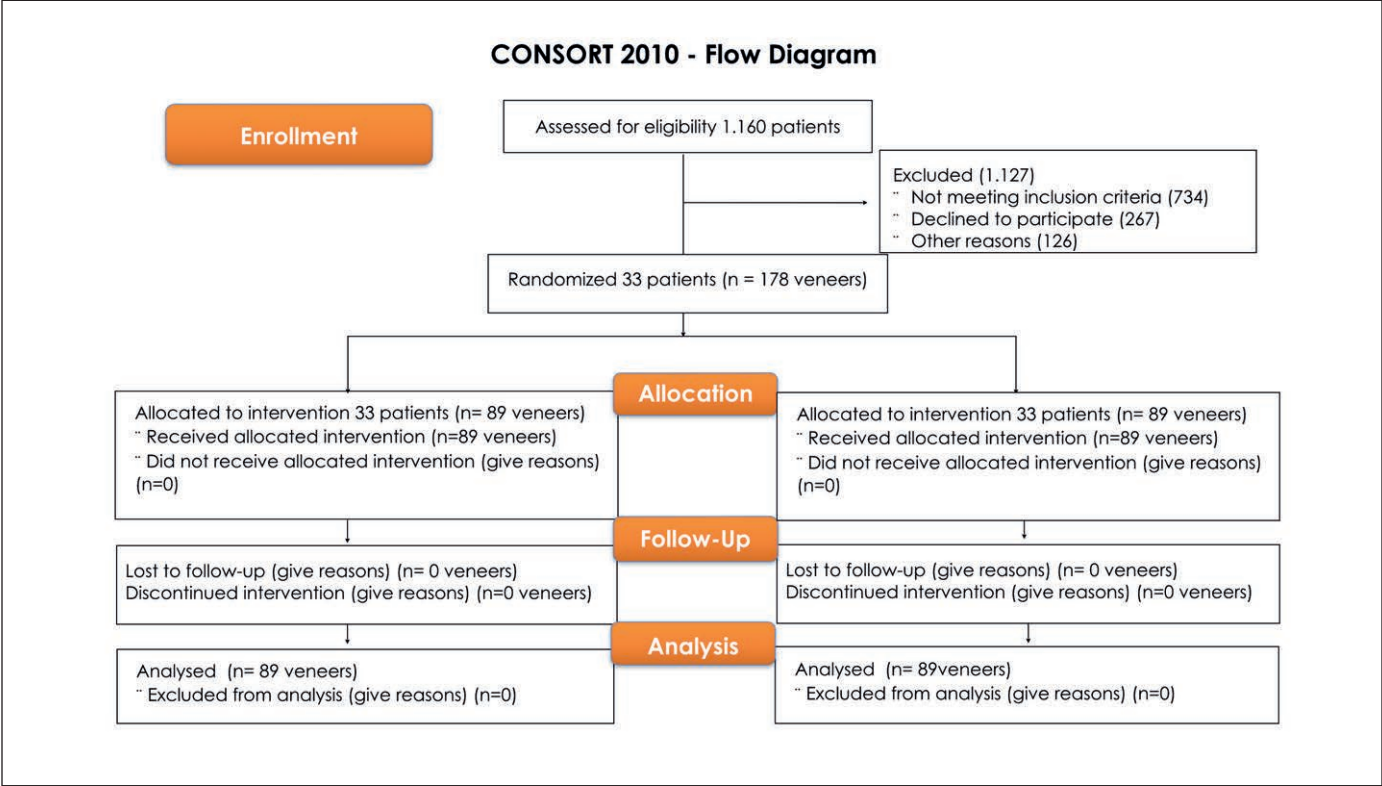 CONSORT 2010 - Flow Diagram
Enrollment
Assessed for eligibility 1.160 patients
Excluded (1.127)
¨ Not meeting inclusion criteria (734)
¨ Declined to participate (267)
¨ Other reasons (126)
Randomized 33 patients (n = 178 veneers)
Allocation
Allocated to intervention 33 patients (n= 89 veneers)
¨ Received allocated intervention (n=89 veneers)
¨ Did not receive allocated intervention (give reasons)
(n=0)
Allocated to intervention 33 patients (n= 89 veneers)
¨ Received allocated intervention (n=89 veneers)
¨ Did not receive allocated intervention (give reasons)
(n=0)
Follow-Up
Lost to follow-up (give reasons) (n= 0 veneers)
Discontinued intervention (give reasons) (n=0 veneers)
Lost to follow-up (give reasons) (n= 0 veneers)
Discontinued intervention (give reasons) (n=0 veneers)
Analysis
Analysed (n= 89 veneers)
¨ Excluded from analysis (give reasons) (n=0)
Analysed (n= 89veneers)
¨ Excluded from analysis (give reasons) (n=0)